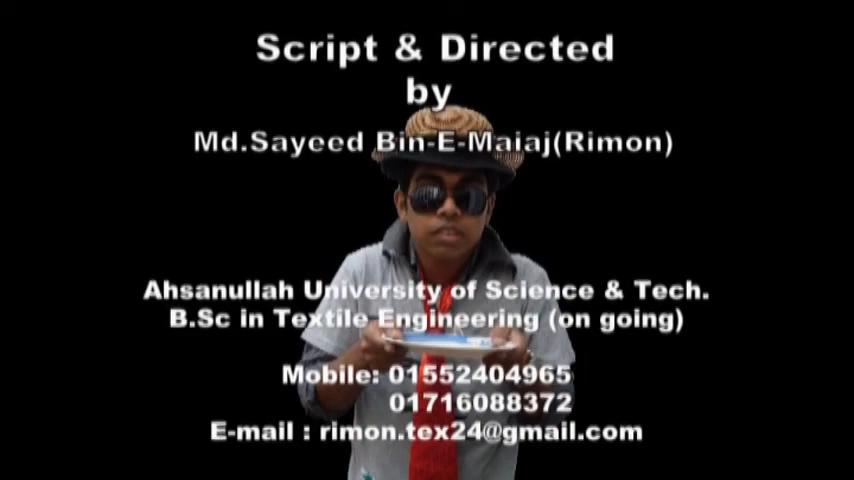 Script & Directed
by
Md.Sayeed Bin-E-Maiaj(Rimon)
Ahsanullah University of Science & Tech.
B.Sc in Textile Engineering (on going)
Mobile: 01552404965
01716088372
E-mail : rimon.tex24@gmail.com